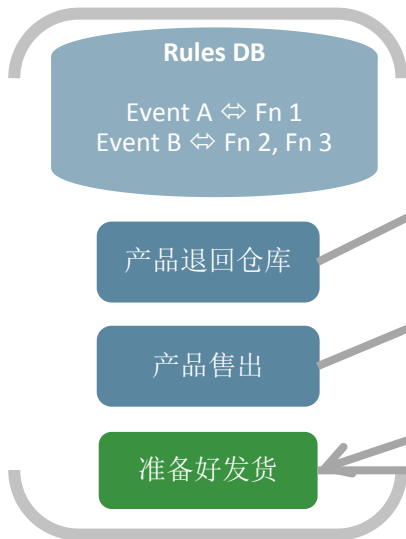 Rules DB
Event A ⇔ Fn 1
Event B ⇔ Fn 2, Fn 3
产品退回仓库
产品售出
准备好发货